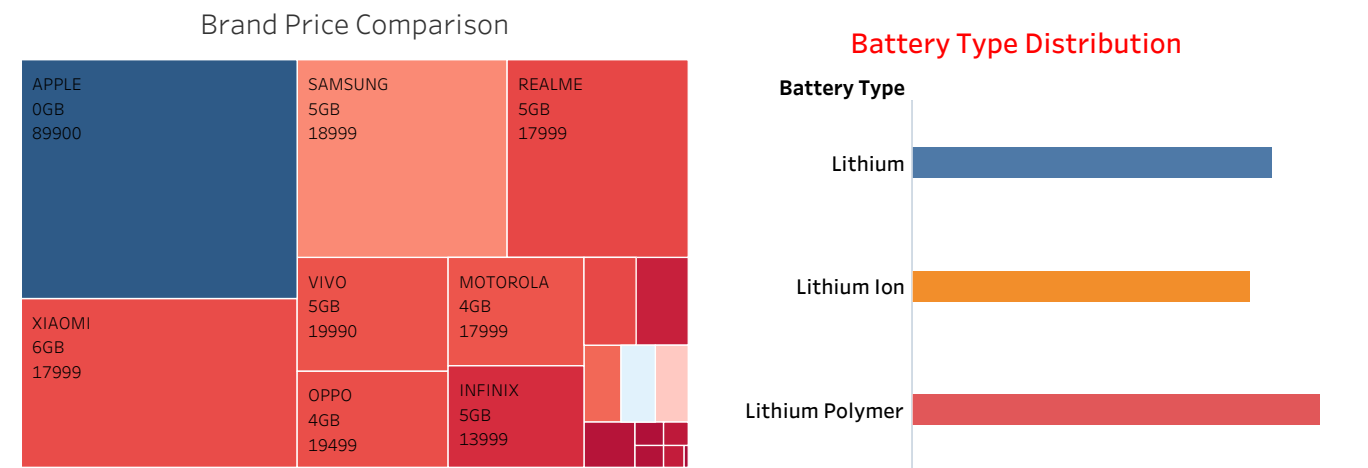 Brand Price Comparison
APPLE
0GB
89900
SAMSUNG
5GB
18999
REALME
5GB
17999
XIAOMI
6GB
17999
VIVO
5GB
19990
MOTOROLA
4GB
17999
OPPO
4GB
19499
INFINIX
5GB
13999
Battery Type Distribution
Battery Type
Lithium
Lithium Ion
Lithium Polymer